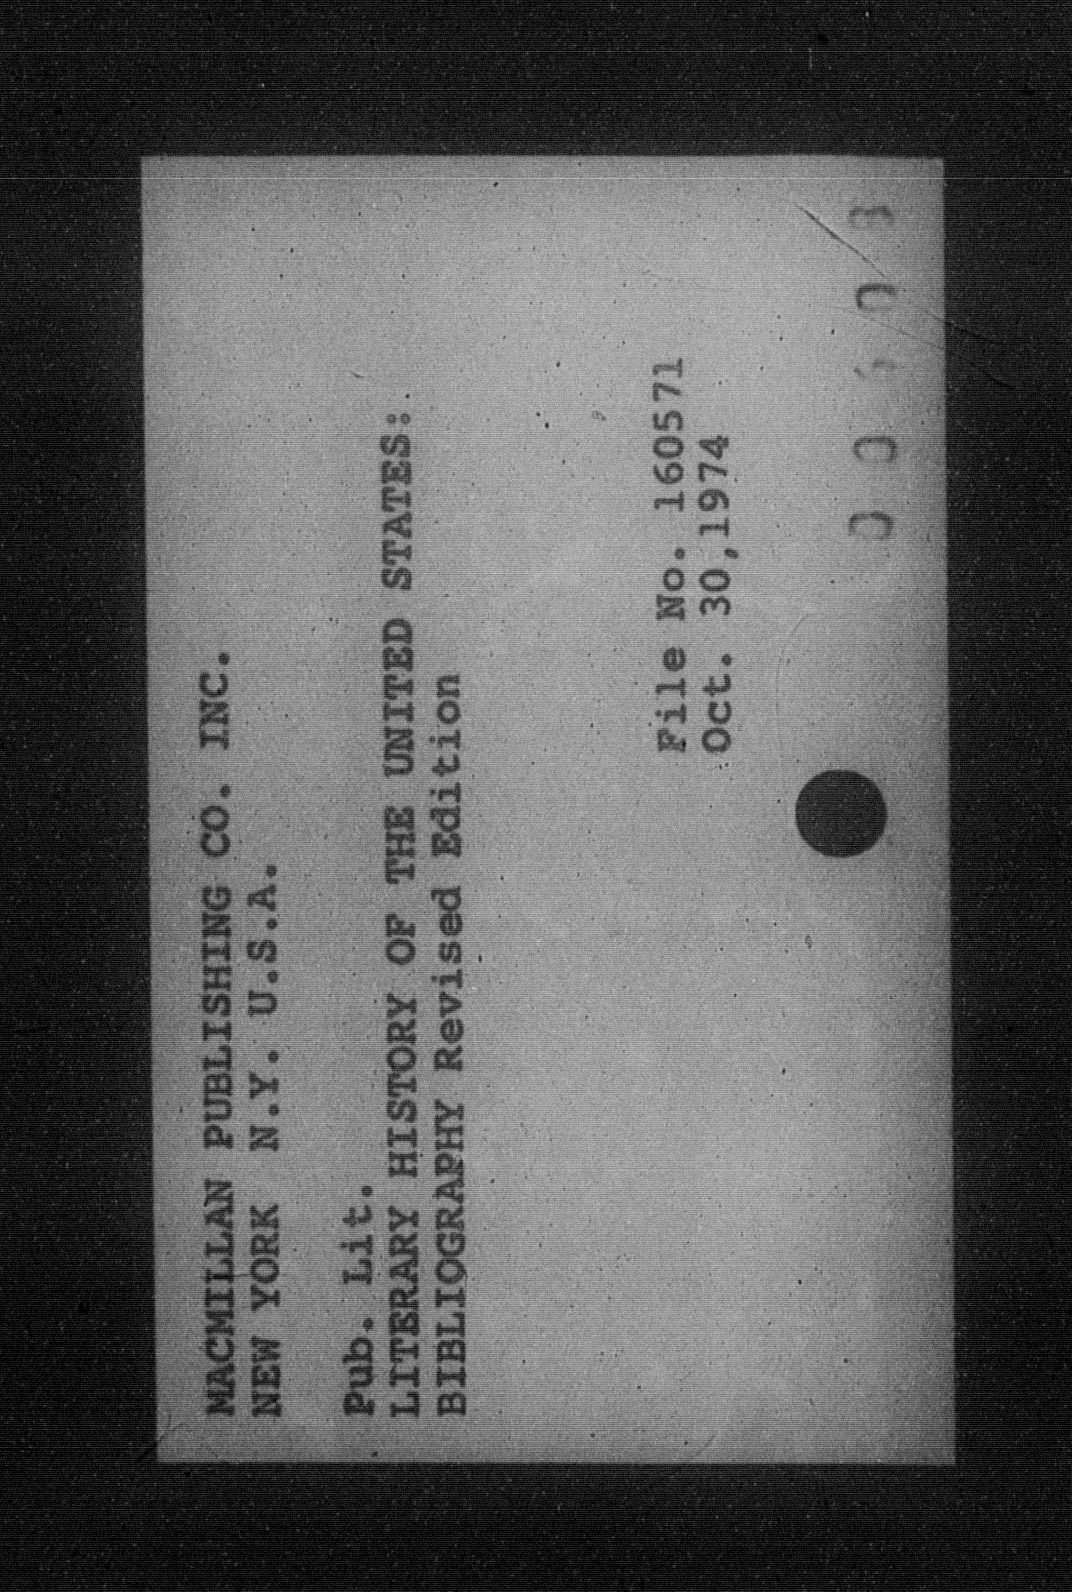 MACMILLAN PUBLISHING CO. INC.
NEW YORK N.Y. U.S.A.
Pub. Lit.
LITERARY HISTORY OF THE UNITED STATES:
BIBLIOGRAPHY Revised Edition
File No. 160571
Oct. 30,1974